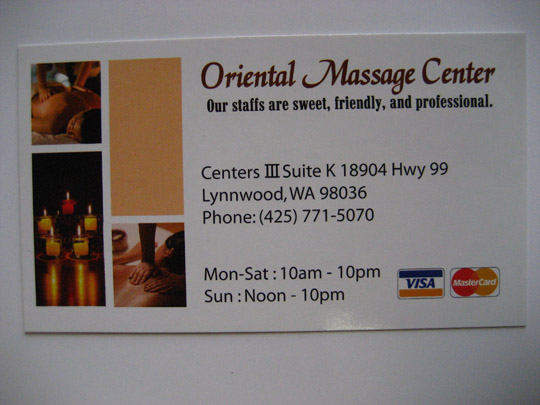 Oriental Massage Center
Our staffs are sweet, friendly, and professional.
Centers III Suite K 18904 Hwy 99
Lynnwood, WA 98036
Phone: (425) 771-5070
Mon-Sat : 10am - 10pm
Sun : Noon - 10pm
VISA
MasterCard